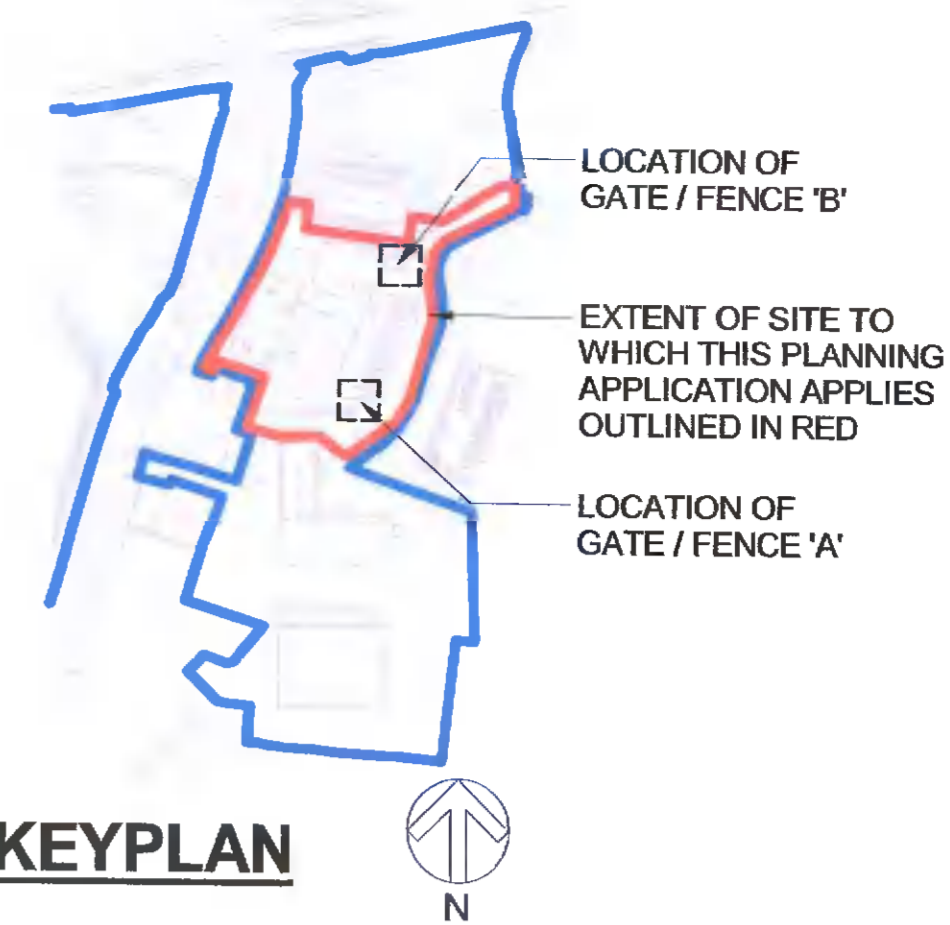 LOCATION OF
GATE / FENCE 'B'
EXTENT OF SITE TO
WHICH THIS PLANNING
APPLICATION APPLIES
OUTLINED IN RED
LOCATION OF
GATE / FENCE 'A'
KEYPLAN
N